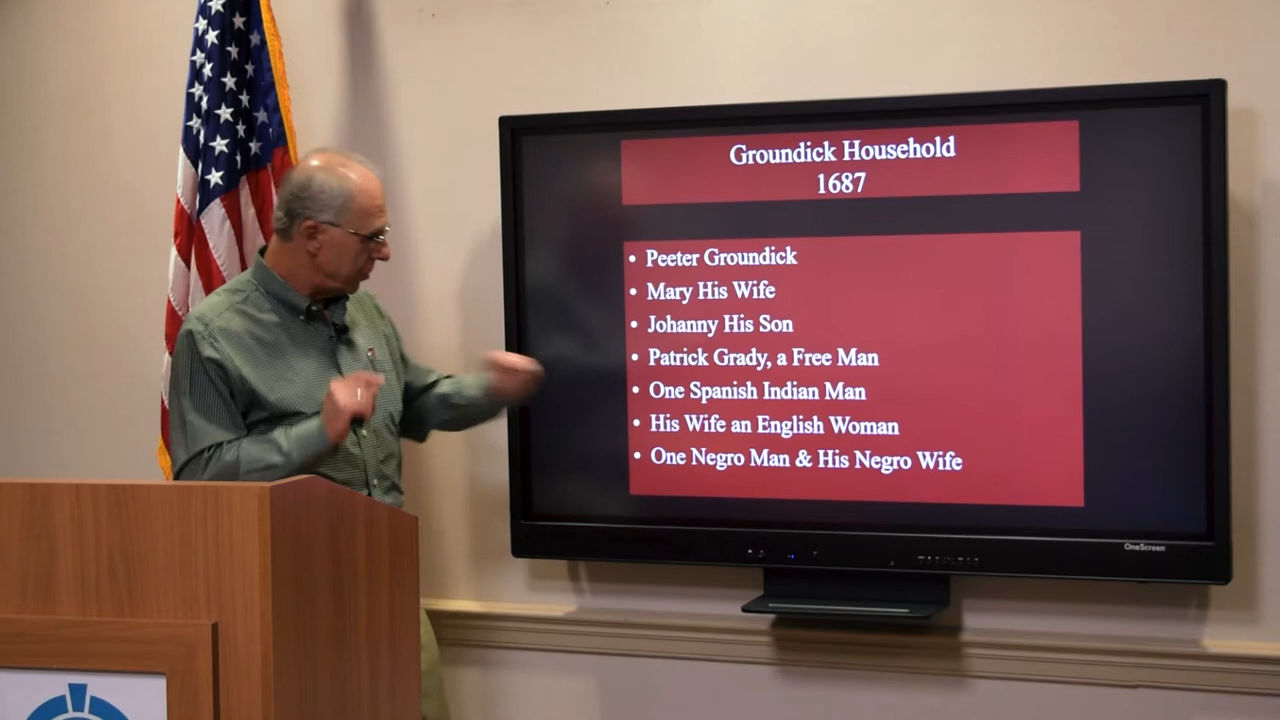 Groundick Household
1687
• Peeter Groundick
• Mary His Wife
• Johanny His Son
• Patrick Grady, a Free Man
• One Spanish Indian Man
• His Wife an English Woman
• One Negro Man & His Negro Wife
OneScreen